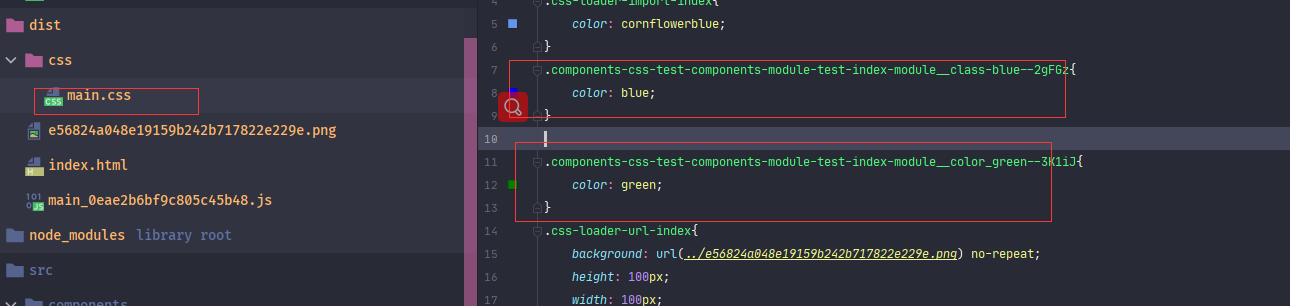 dist
css
main.css
e56824a048e19159b242b717822e229e.png
index.html
main_0eae2b6bf9c805c45b48.js
node_modules library root
src
components
4 .css-loader-import-index{
5 color: cornflowerblue;
6 }
7 .components-css-test-components-module-test-index-module__class-blue--2gFGz{
8 color: blue;
9 }
10
11 .components-css-test-components-module-test-index-module__color_green--3K1iJ{
12 color: green;
13 }
14 .css-loader-url-index{
15 background: url(../e56824a048e19159b242b717822e229e.png) no-repeat;
16 height: 100px;
17 width: 100px;